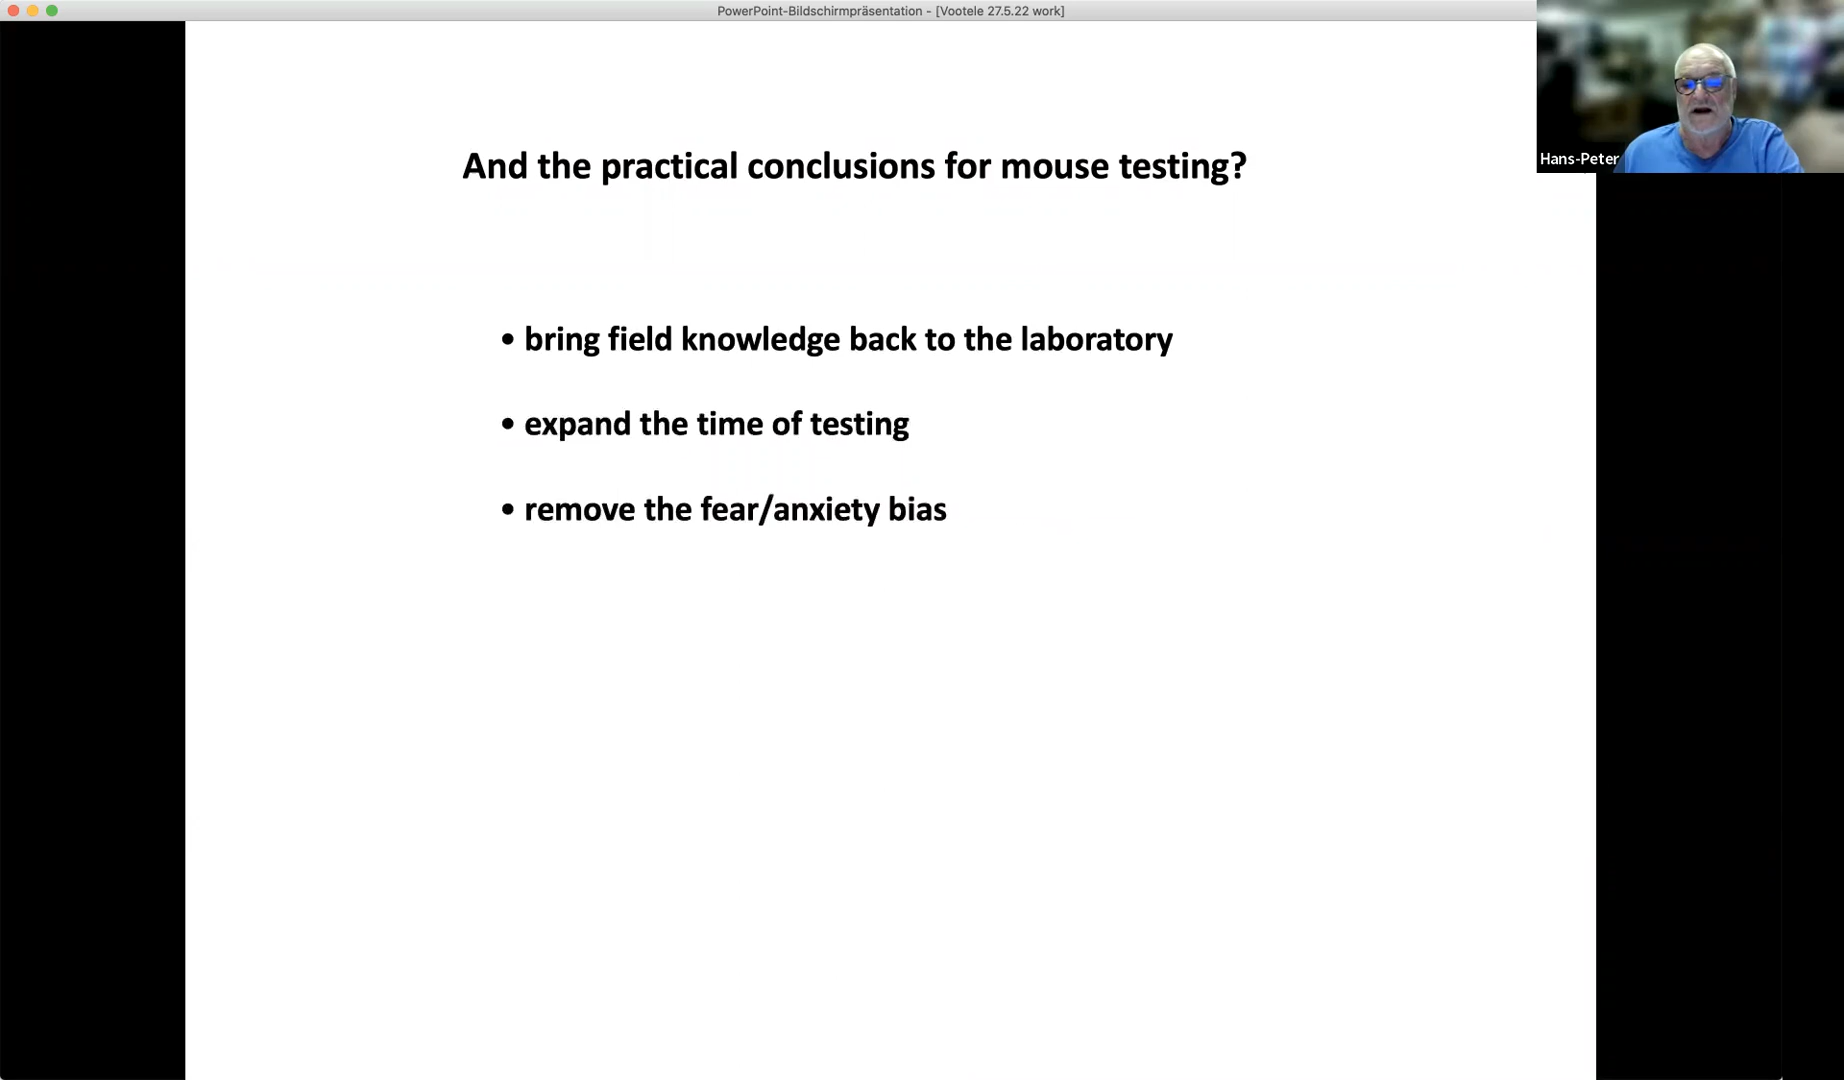 PowerPoint-Bildschirmpräsentation - [Vootele 27.5.22 work]
Hans-Peter
And the practical conclusions for mouse testing?
• bring field knowledge back to the laboratory
• expand the time of testing
• remove the fear/anxiety bias